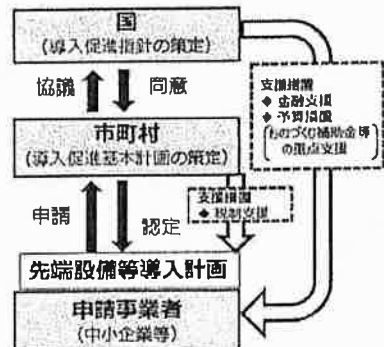 国
(導入促進指針の策定)
協議
同意
支援措置
◆ 金融支援
◆ 予算措置
(ものづくり補助金等
の重点支援)
市町村
(導入促進基本計画の策定)
申請
認定
支援措置
◆ 税制支援
先端設備等導入計画
申請事業者
(中小企業等)